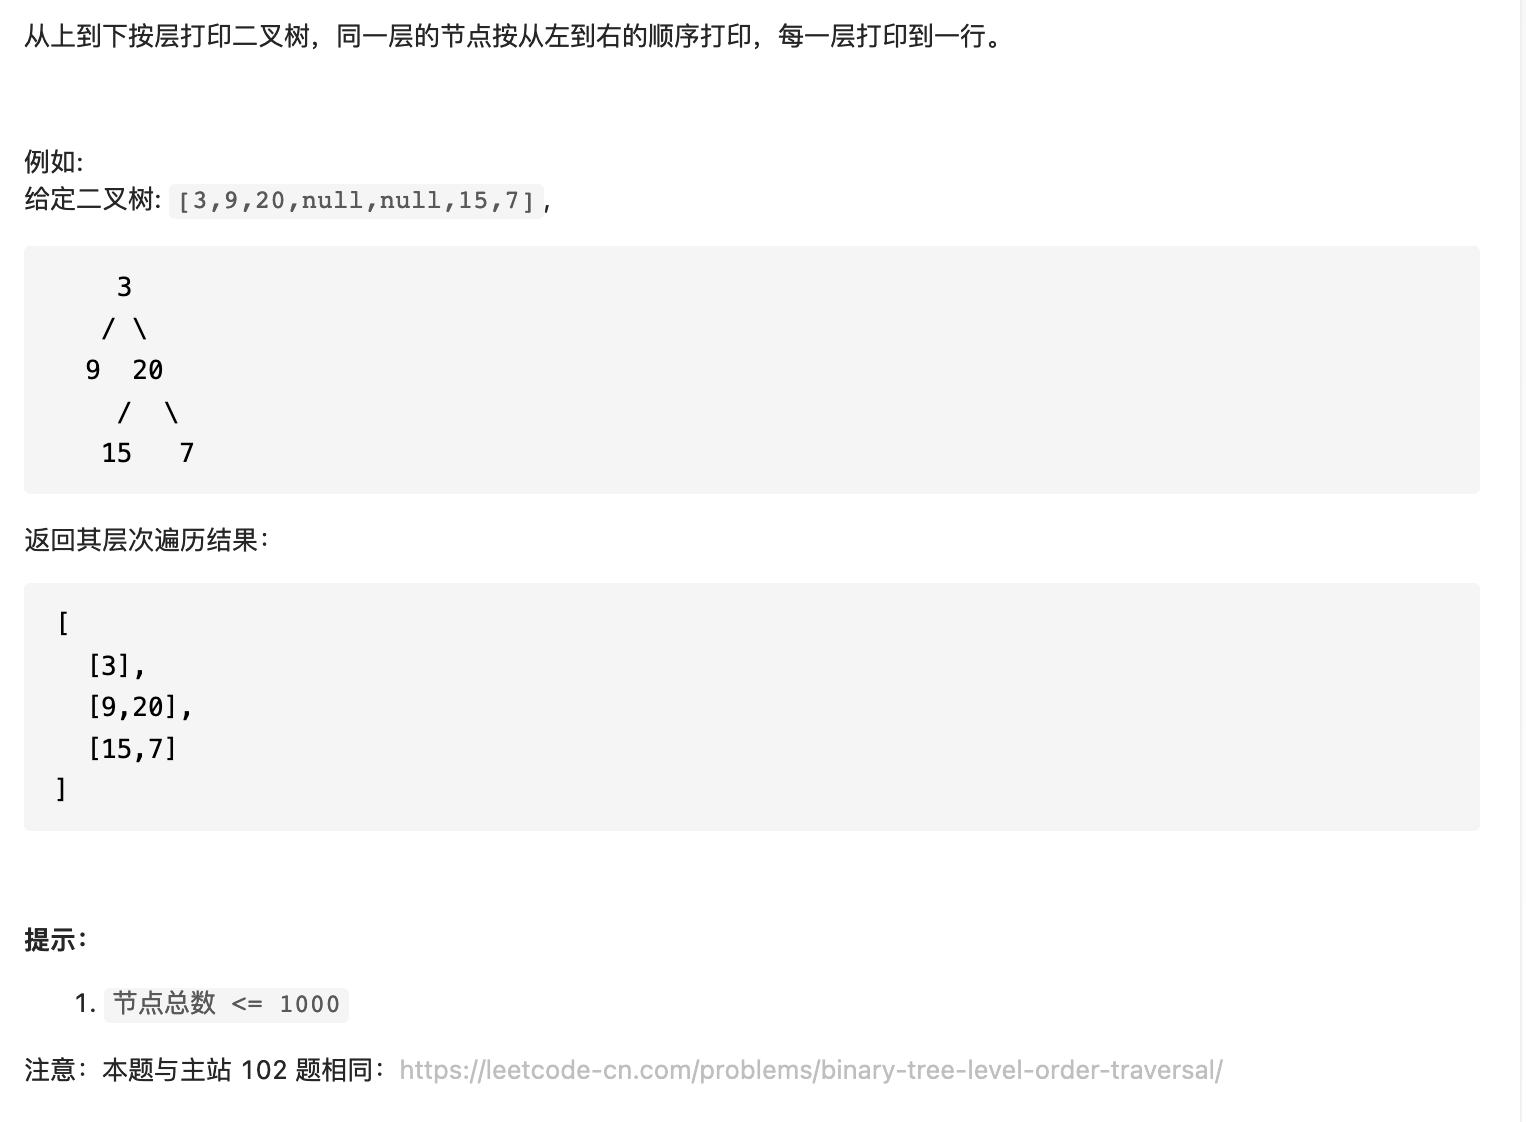 从上到下按层打印二叉树，同一层的节点按从左到右的顺序打印，每一层打印到一行。
例如:
给定二叉树: [3,9,20,null,null,15,7],
3
/ \
9  20
/  \
15   7
返回其层次遍历结果：
[
[3],
[9,20],
[15,7]
]
提示：
1. 节点总数 <= 1000
注意：本题与主站 102 题相同：https://leetcode-cn.com/problems/binary-tree-level-order-traversal/